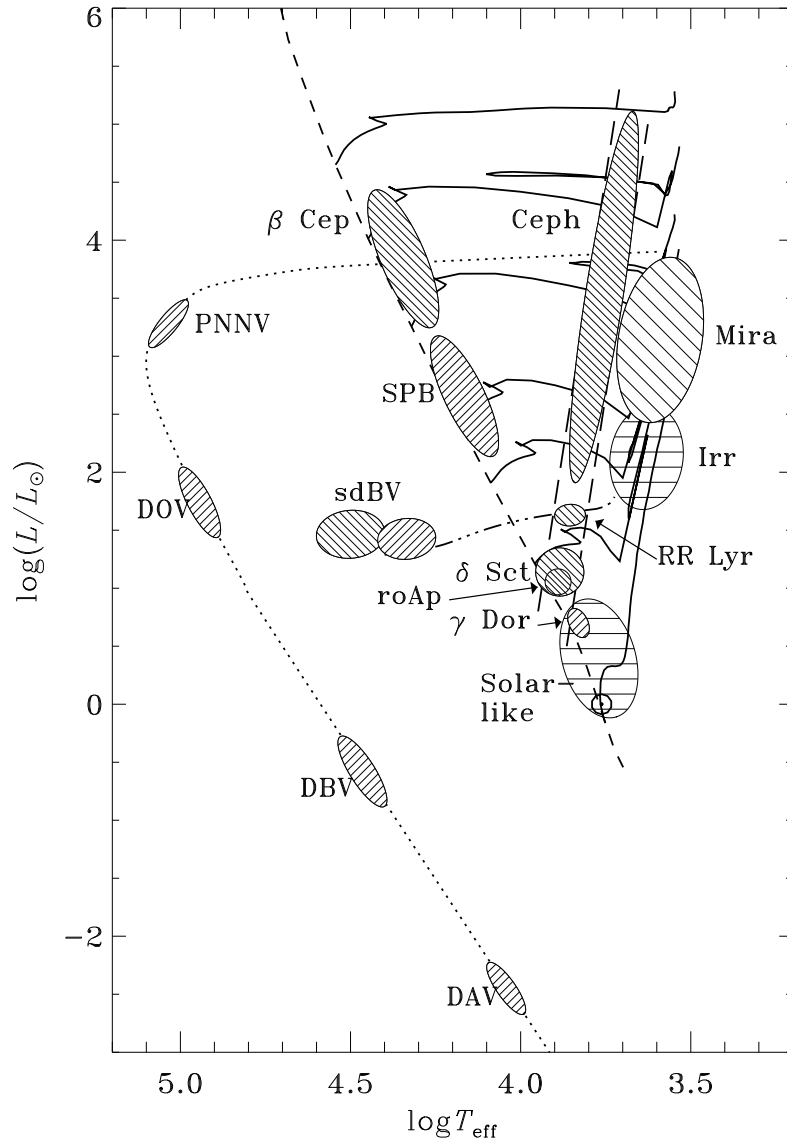 6
β Cep
Ceph
4
PNNV
Mira
SPB
Irr
2
sdBV
DOV
RR Lyr
δ Sct
roAp
γ Dor
Solar-
like
0
DBV
−2
DAV
log(L/L☉)
5.0
4.5
4.0
3.5
logTeff